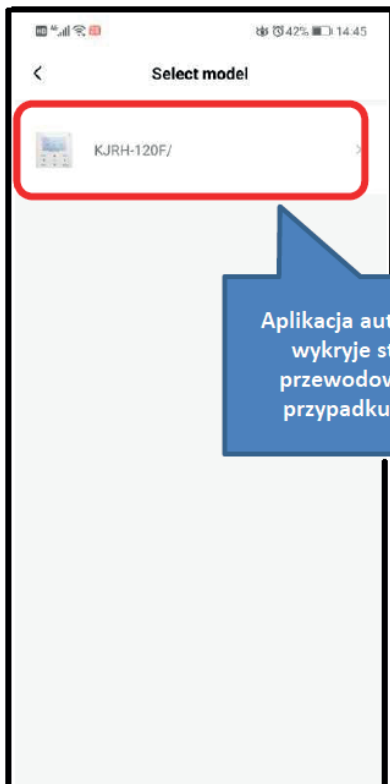 42% 14:45
Select model
KJRH-120F/
Aplikacja aut
wykryje st
przewodow
przypadku